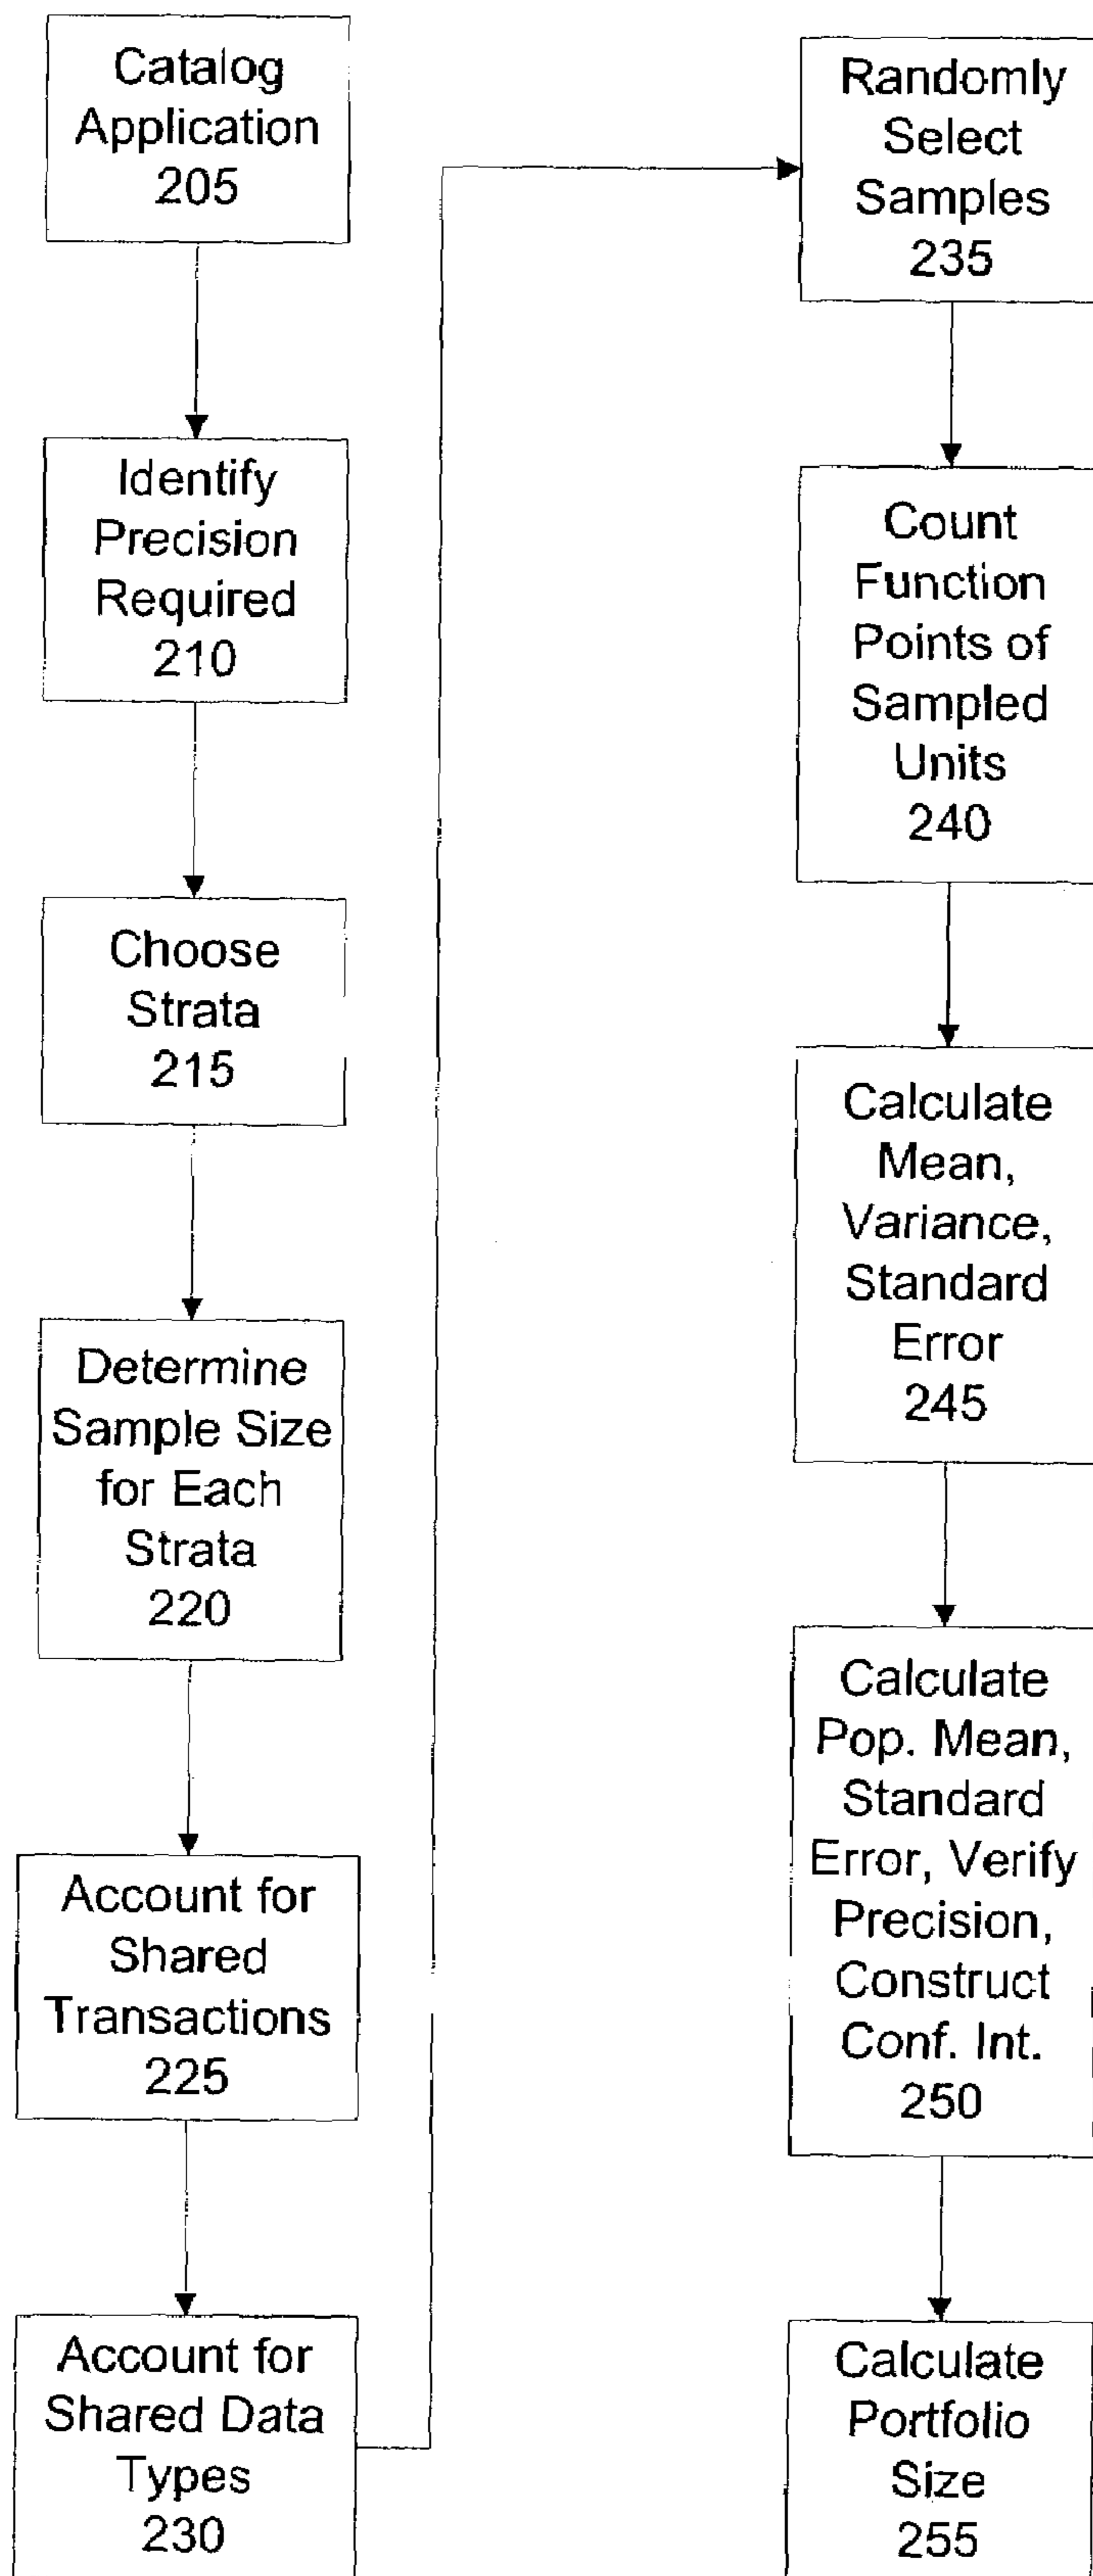 Catalog
Application
205
Identify
Precision
Required
210
Choose
Strata
215
Determine
Sample Size
for Each
Strata
220
Account for
Shared
Transactions
225
Account for
Shared Data
Types
230
Randomly
Select
Samples
235
Count
Function
Points of
Sampled
Units
240
Calculate
Mean,
Variance,
Standard
Error
245
Calculate
Pop. Mean,
Standard
Error, Verify
Precision,
Construct
Conf. Int.
250
Calculate
Portfolio
Size
255